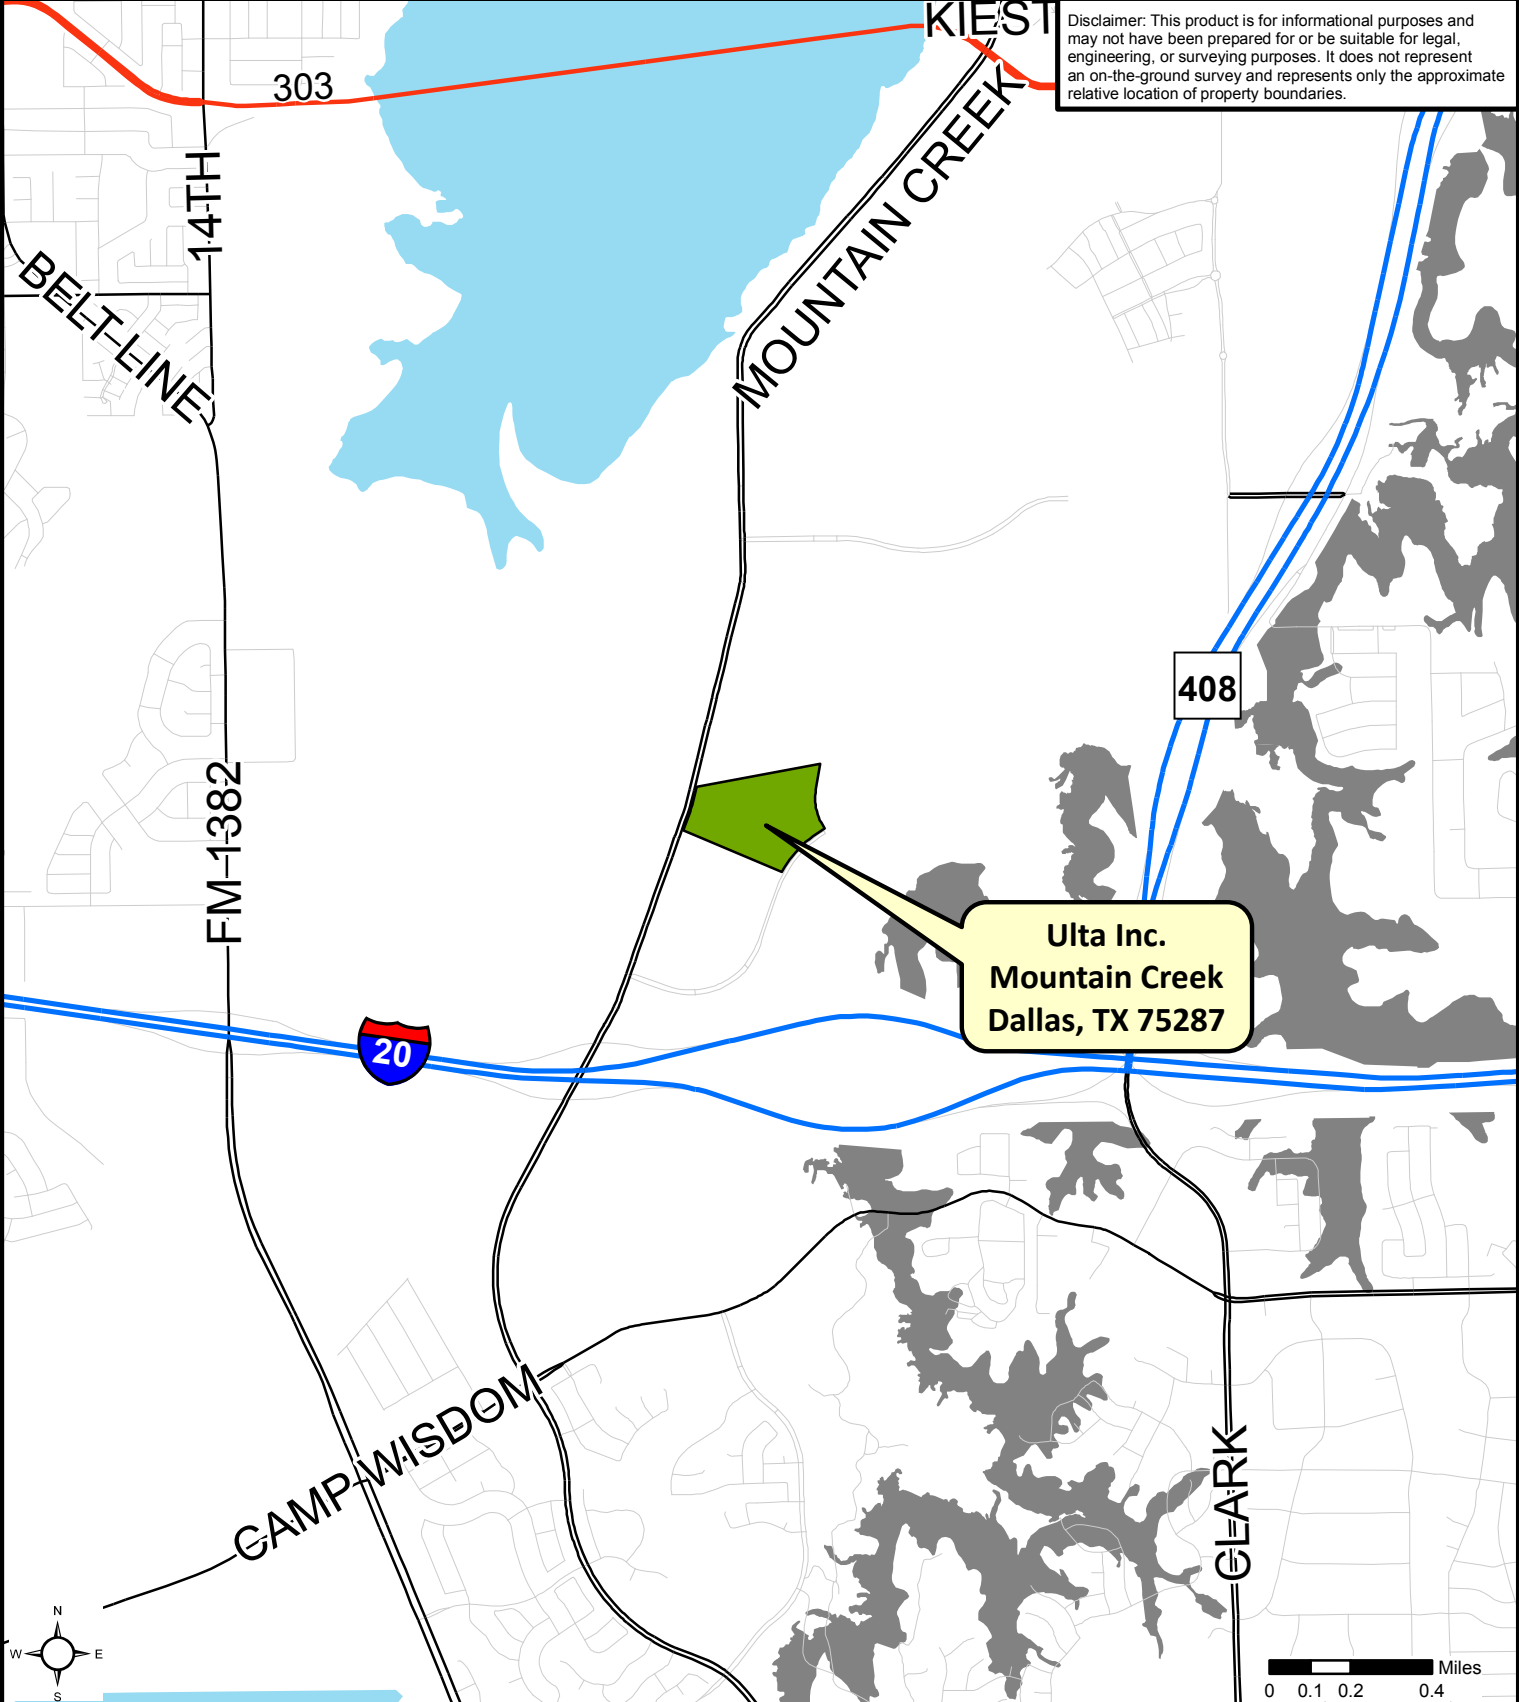 KIEST
Disclaimer: This product is for informational purposes and
may not have been prepared for or be suitable for legal,
engineering, or surveying purposes. It does not represent
an on-the-ground survey and represents only the approximate
relative location of property boundaries.
303
14TH
MOUNTAIN CREEK
BELT LINE
408
FM 1382
Ulta Inc.
Mountain Creek
Dallas, TX 75287
20
CAMP WISDOM
CLARK
N
W
E
S
Miles
0 0.1 0.2 0.4